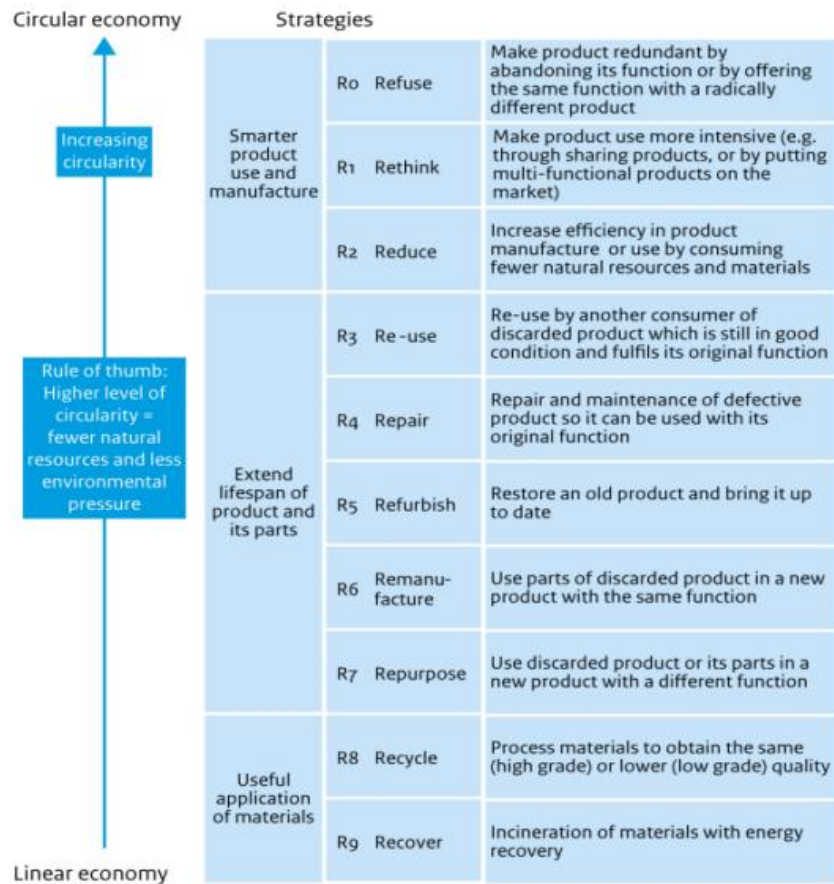 Circular economy
Strategies
Increasing
circularity
Rule of thumb:
Higher level of
circularity =
fewer natural
resources and less
environmental
pressure
Linear economy
Smarter
product
use and
manufacture
R0 Refuse
Make product redundant by
abandoning its function or by offering
the same function with a radically
different product
R1 Rethink
Make product use more intensive (e.g.
through sharing products, or by putting
multi-functional products on the
market)
R2 Reduce
Increase efficiency in product
manufacture or use by consuming
fewer natural resources and materials
Extend
lifespan of
product and
its parts
R3 Re-use
Re-use by another consumer of
discarded product which is still in good
condition and fulfils its original function
R4 Repair
Repair and maintenance of defective
product so it can be used with its
original function
R5 Refurbish
Restore an old product and bring it up
to date
R6 Remanu-
facture
Use parts of discarded product in a new
product with the same function
R7 Repurpose
Use discarded product or its parts in a
new product with a different function
Useful
application
of materials
R8 Recycle
Process materials to obtain the same
(high grade) or lower (low grade) quality
R9 Recover
Incineration of materials with energy
recovery